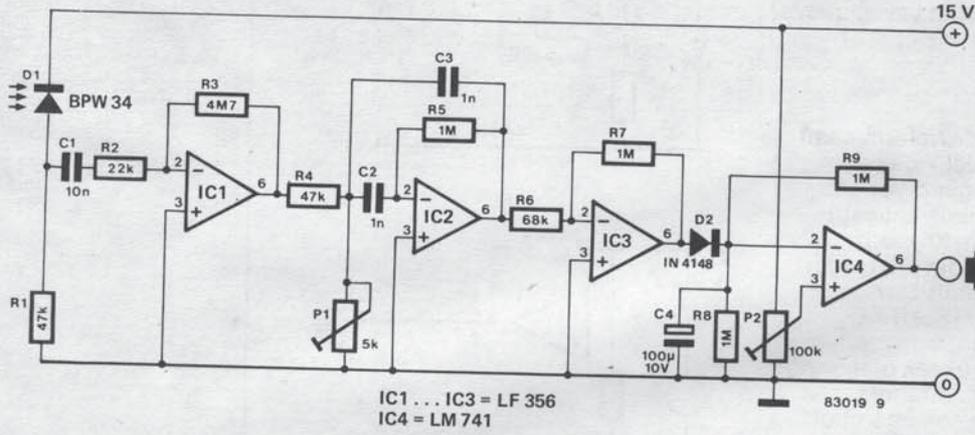 15 V
+
D1
BPW 34
C1
10n
R2
22k
R3
4M7
2
3
6
IC1
R4
47k
C2
1n
C3
1n
R5
1M
2
3
6
IC2
R6
68k
R7
1M
2
3
6
IC3
D2
IN 4148
R9
1M
2
3
6
IC4
R1
47k
P1
5k
C4
100µ
10V
R8
1M
P2
100k
0
IC1 . . . IC3 = LF 356
IC4 = LM 741
83019 9